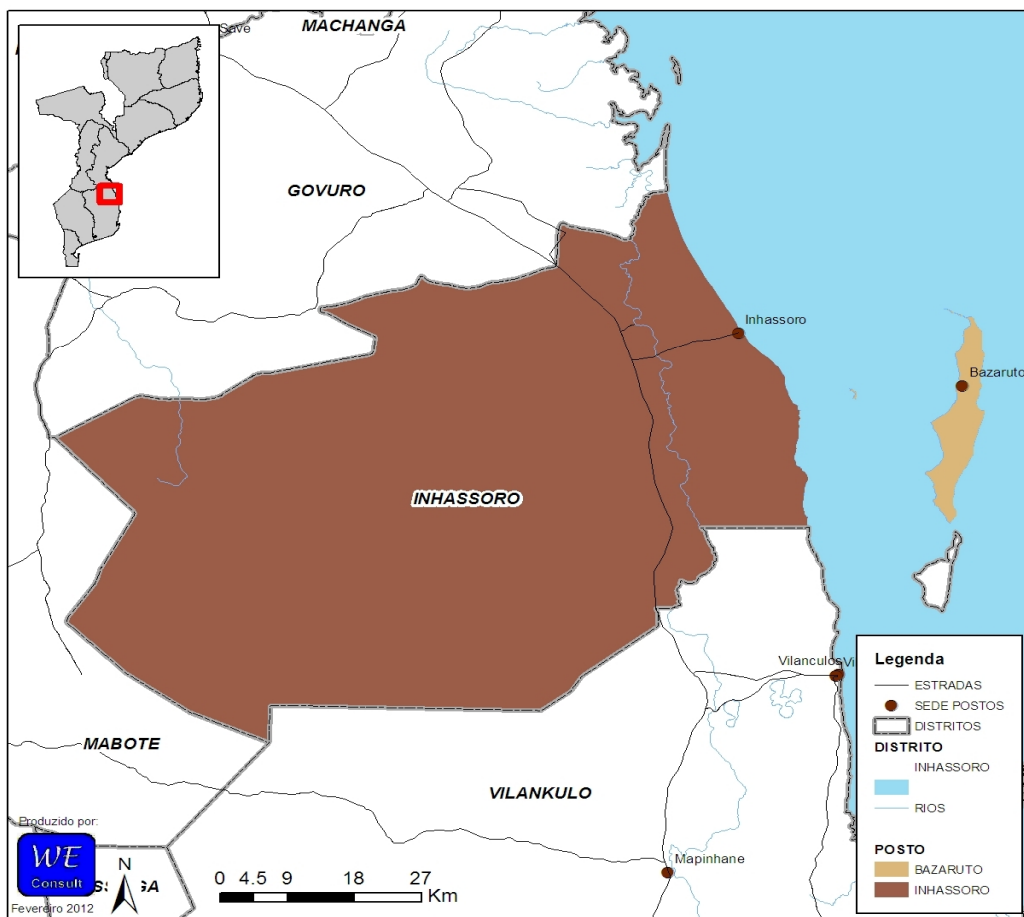 Save
MACHANGA
GOVURO
Inhassoro
Bazaruto
INHASSORO
Vilanculos
MABOTE
VILANKULO
Mapinhane
Legenda
ESTRADAS
SEDE POSTOS
DISTRITOS
DISTRITO
INHASSORO
RIOS
POSTO
BAZARUTO
INHASSORO
Produzido por:
WE
Consult
Fevereiro 2012
N
0 4.5 9 18 27
Km